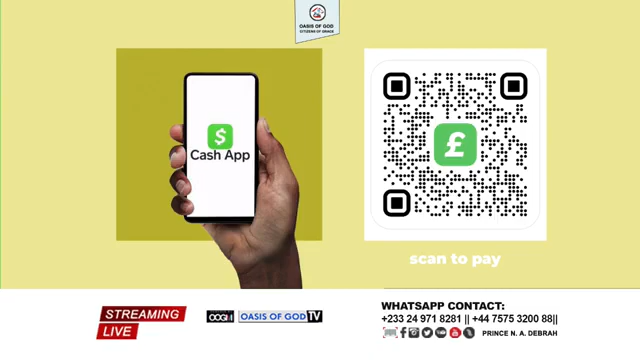 OASIS OF GOD
CITIZENS OF GRACE
$
Cash App
£
scan to pay
STREAMING
LIVE
OOGM OASIS OF GOD TV
WHATSAPP CONTACT:
+233 24 971 8281 || +44 7575 3200 88||
PRINCE N. A. DEBRAH